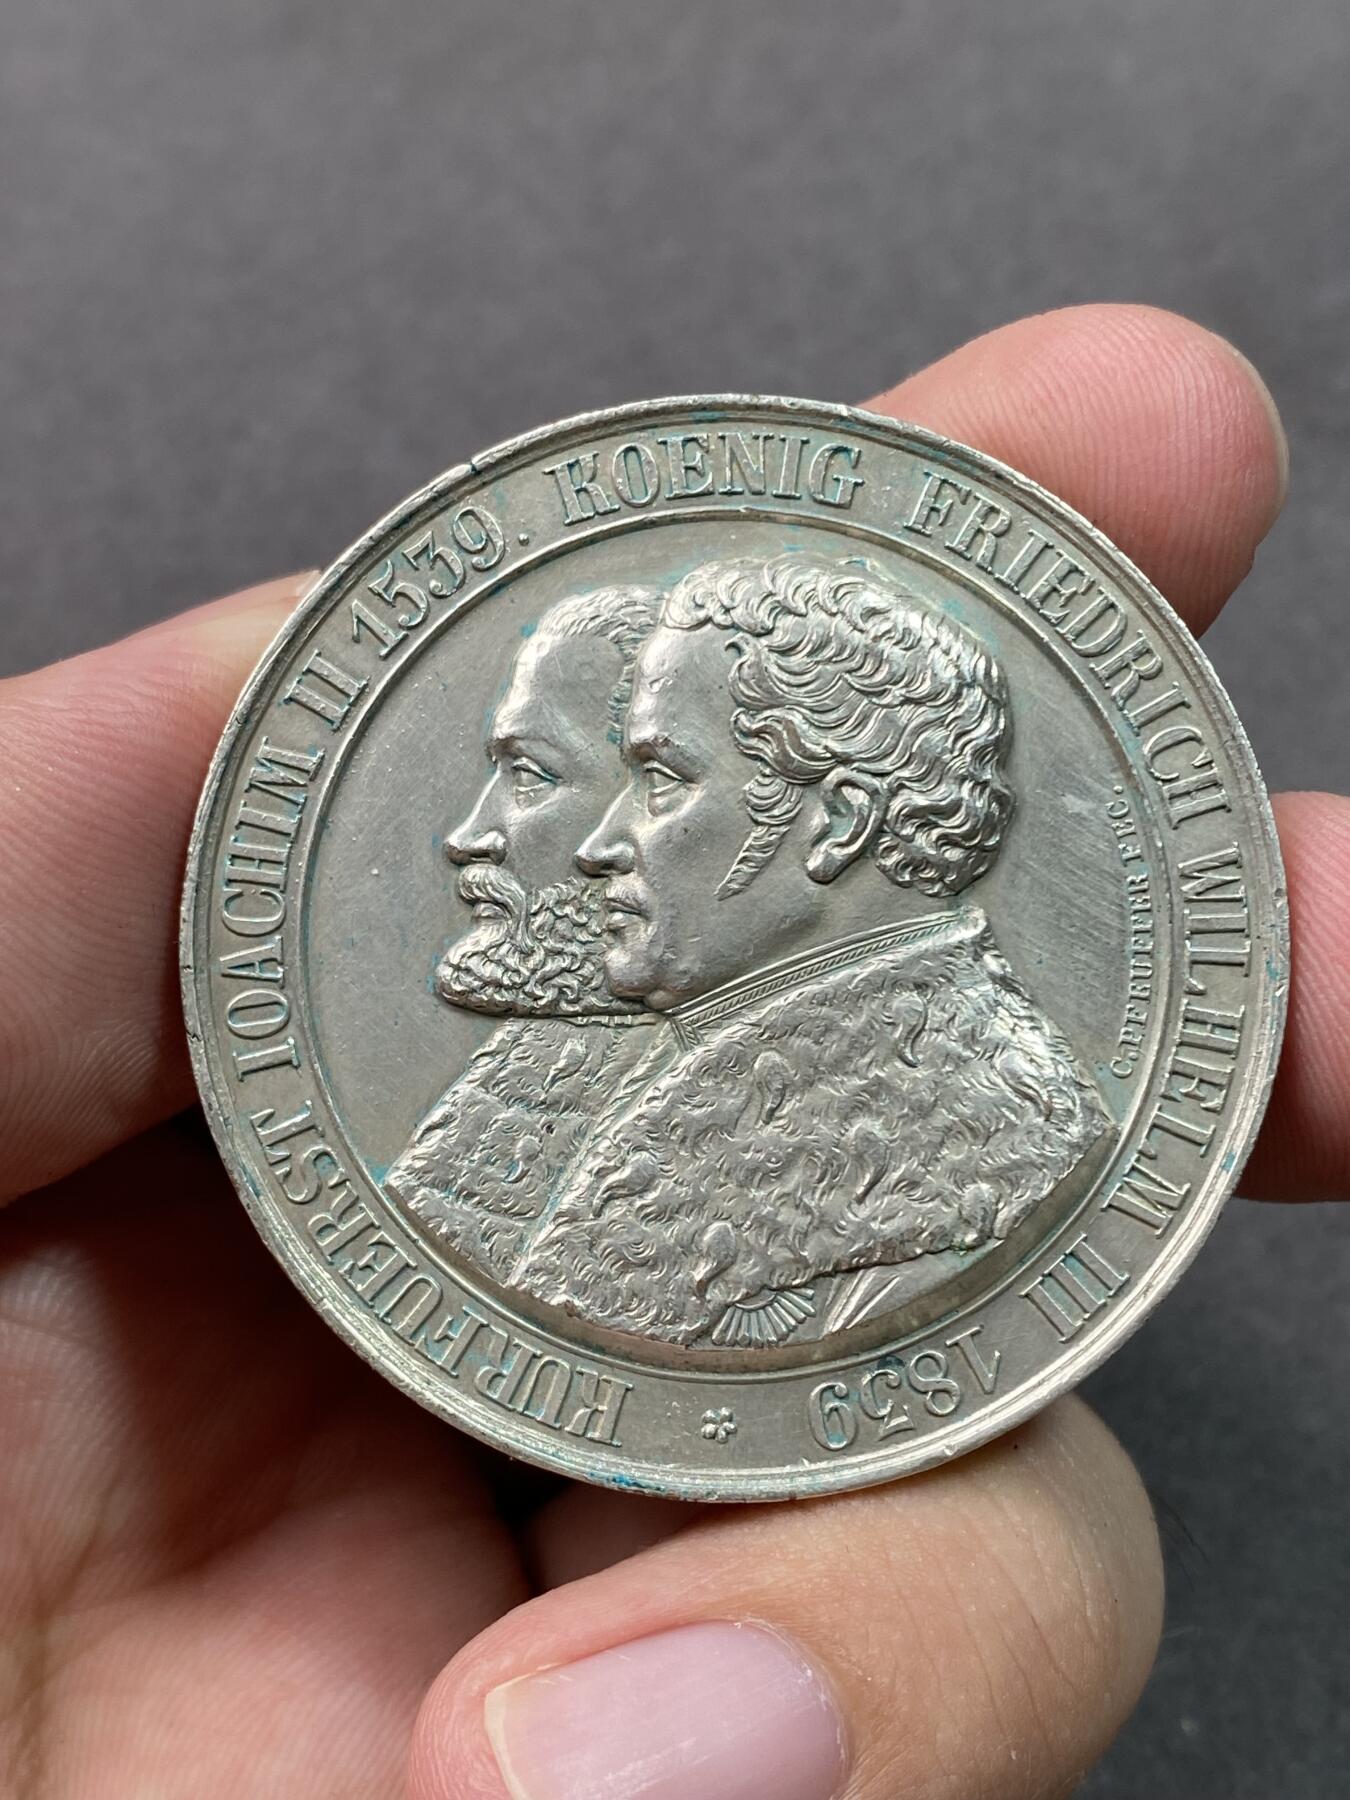 KURFUERST IOACHIM II 1539. KOENIG FRIEDRICH WILHELM III 1839
C. PFEUFFER FEC.